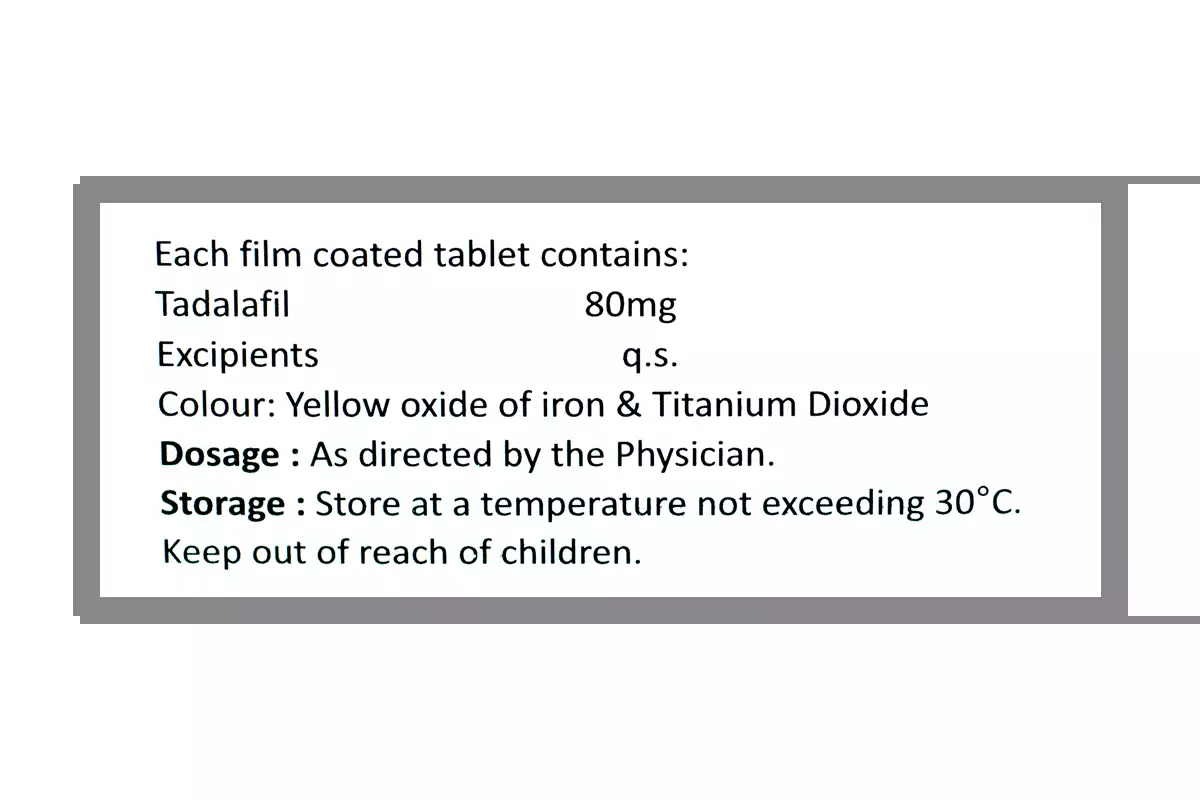 Each film coated tablet contains:
Tadalafil 80mg
Excipients q.s.
Colour: Yellow oxide of iron & Titanium Dioxide
Dosage : As directed by the Physician.
Storage : Store at a temperature not exceeding 30°C.
Keep out of reach of children.